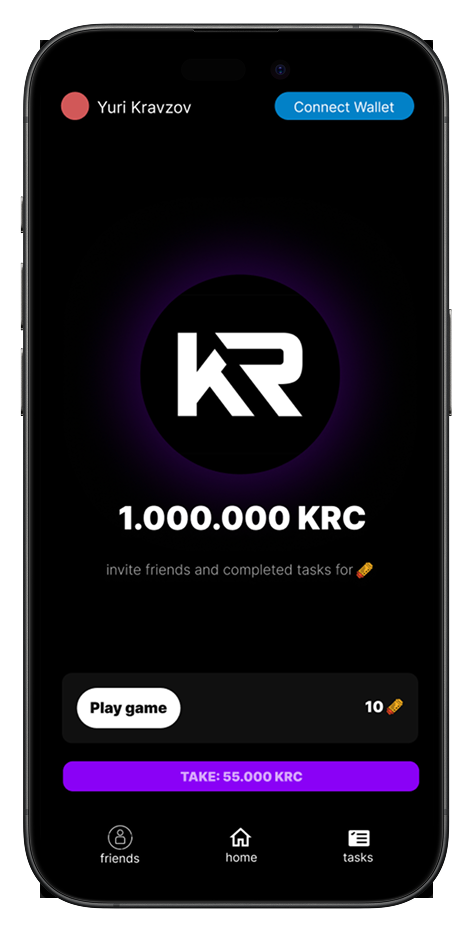 Yuri Kravzov
Connect Wallet
KR
1.000.000 KRC
invite friends and completed tasks for
Play game
10
TAKE: 55.000 KRC
friends
home
tasks